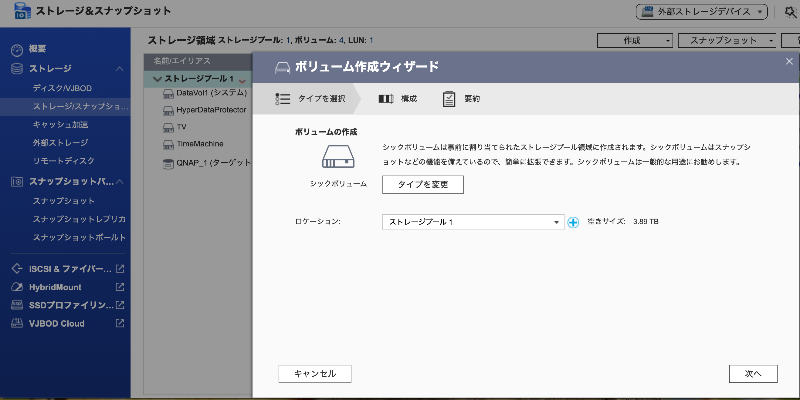 ストレージ&スナップショット
外部ストレージデバイス
概要
ストレージ
ディスク/VJBOD
ストレージ/スナップショ...
キャッシュ加速
外部ストレージ
リモートディスク
スナップショットバ...
スナップショット
スナップショットレプリカ
スナップショットボールト
iSCSI & ファイバー...
HybridMount
SSDプロファイリン...
VJBOD Cloud
ストレージ領域 ストレージプール: 1, ボリューム: 4, LUN: 1
作成
スナップショット
名前/エイリアス
ストレージプール 1
DataVol1 (システム)
HyperDataProtector
TV
TimeMachine
QNAP_1 (ターゲット
ボリューム作成ウィザード
タイプを選択
構成
要約
ボリュームの作成
シックボリュームは事前に割り当てられたストレージプール領域に作成されます。シックボリュームはスナップ
ショットなどの機能を備えているので、簡単に拡張できます。シックボリュームは一般的な用途にお勧めします。
シックボリューム
タイプを変更
ロケーション:
ストレージプール 1
空きサイズ: 3.89 TB
キャンセル
次へ